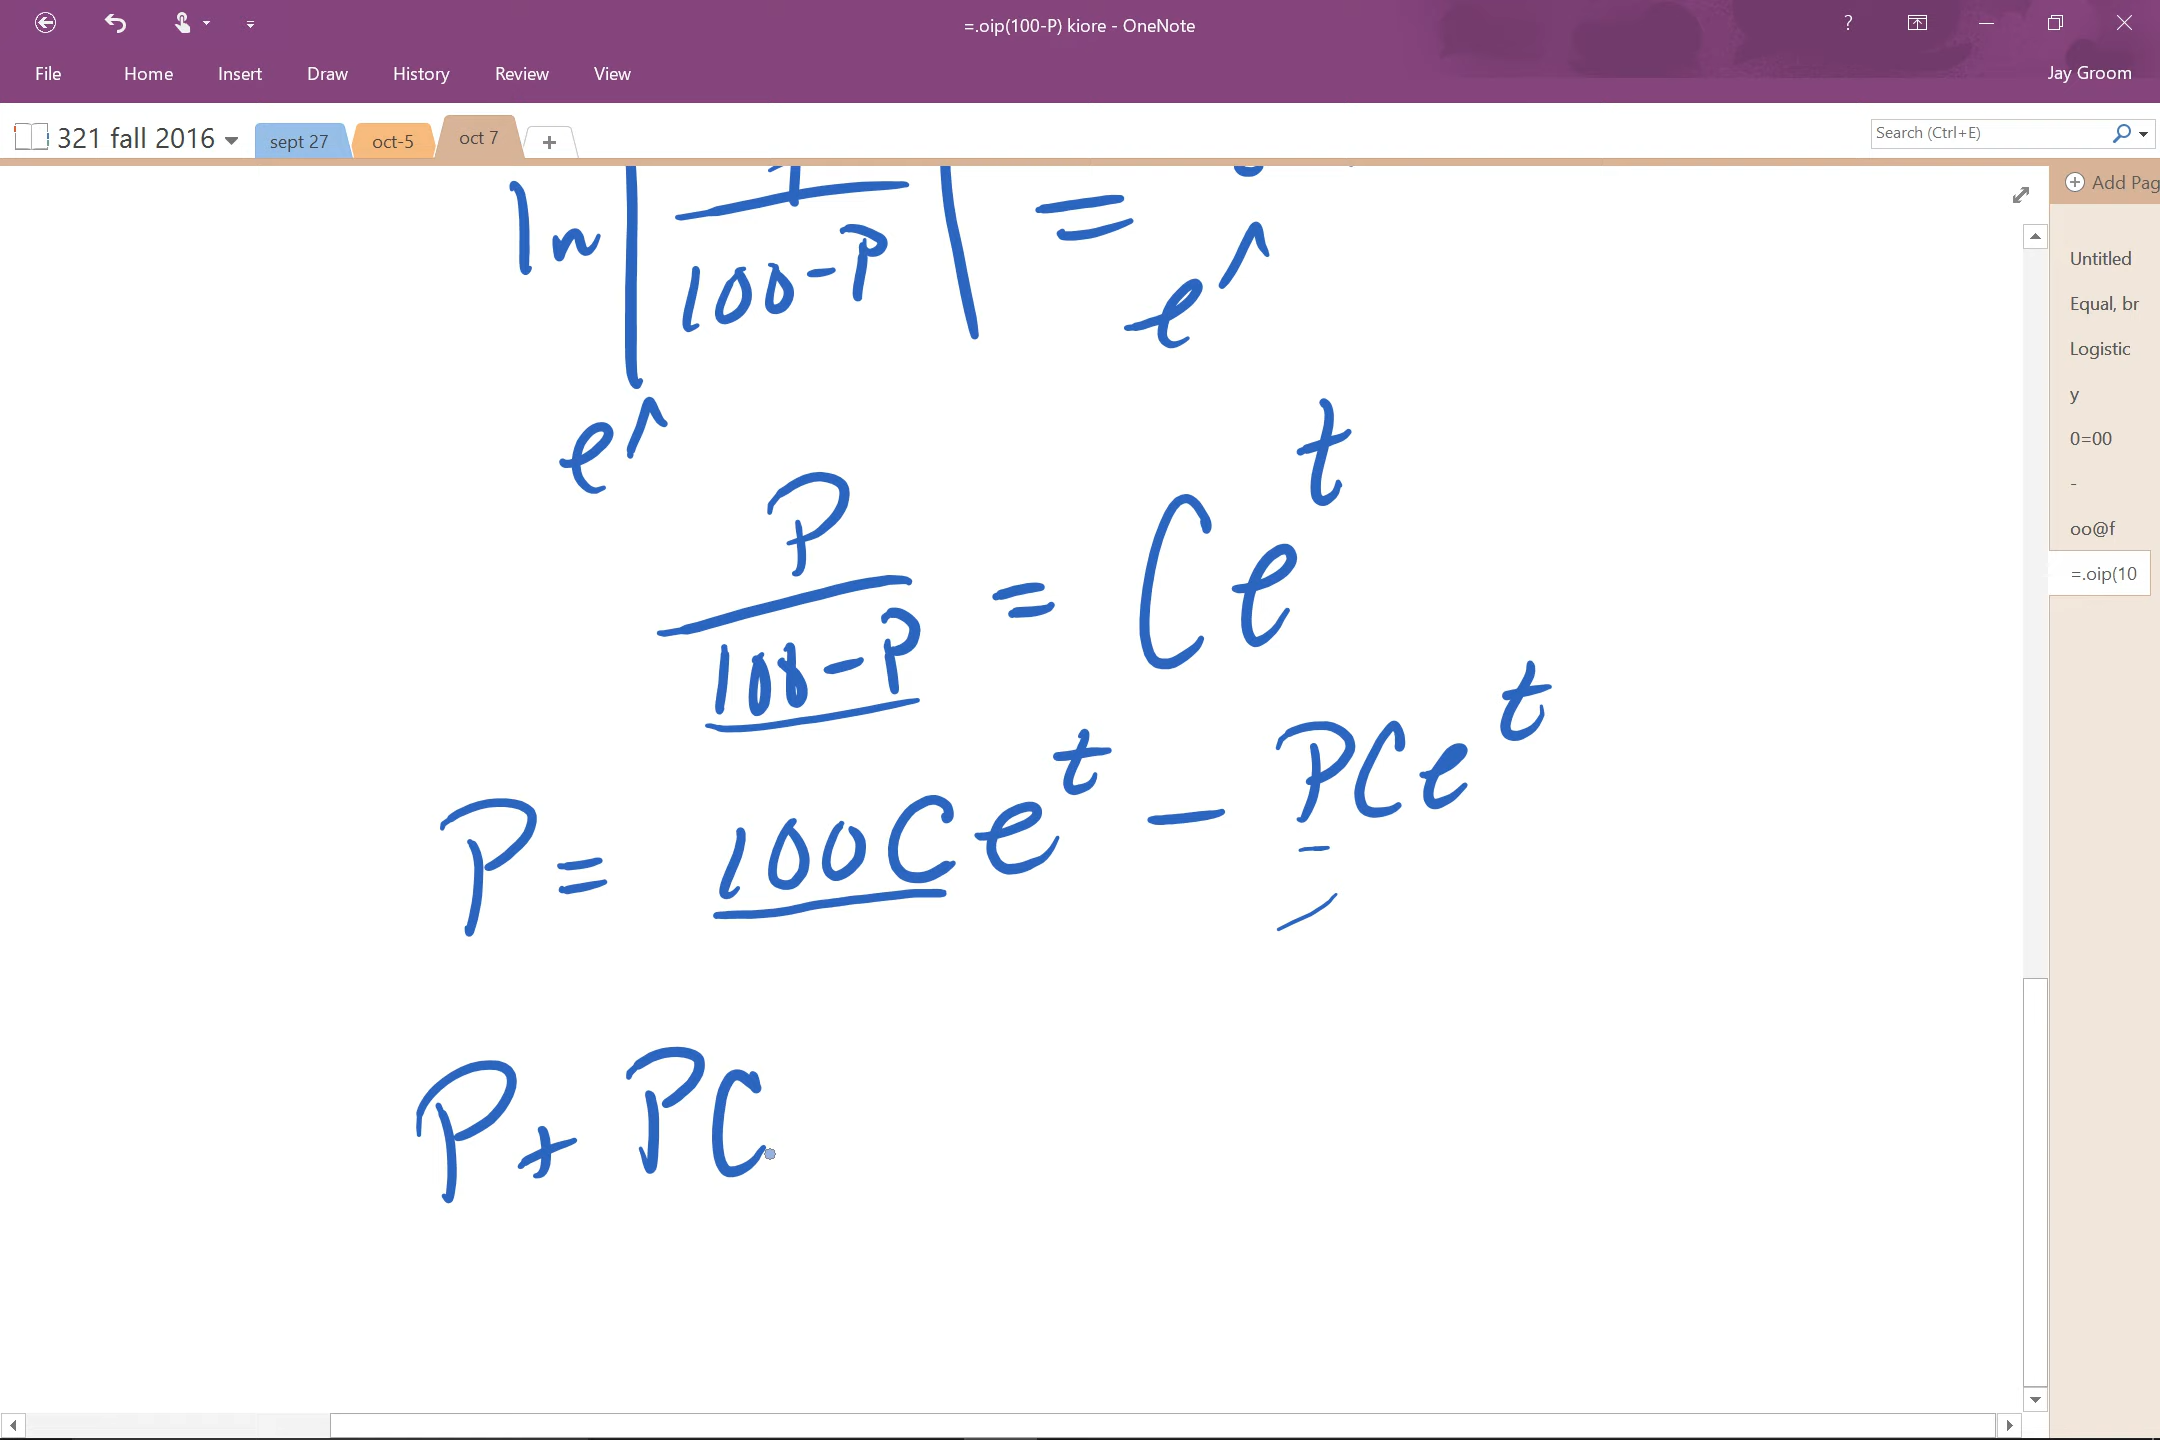 =.oip(100-P) kiore - OneNote
?
File Home Insert Draw History Review View
Jay Groom
321 fall 2016 sept 27 oct-5 oct 7 +
Search (Ctrl+E)
Add Pag
Untitled
Equal, br
Logistic
y
0=00
-
oo@f
=.oip(10
ln | / 100-P | =
e^ e^
P / 100-P = Ce^t
P = 100Ce^t - PCe^t
P + PC